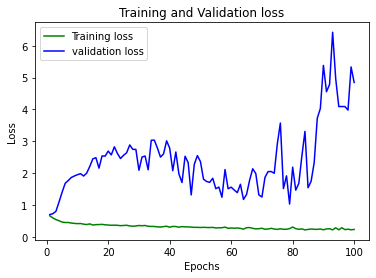 Training and Validation loss
Training loss
validation loss
Loss
6
5
4
3
2
1
0
0
20
40
60
80
100
Epochs